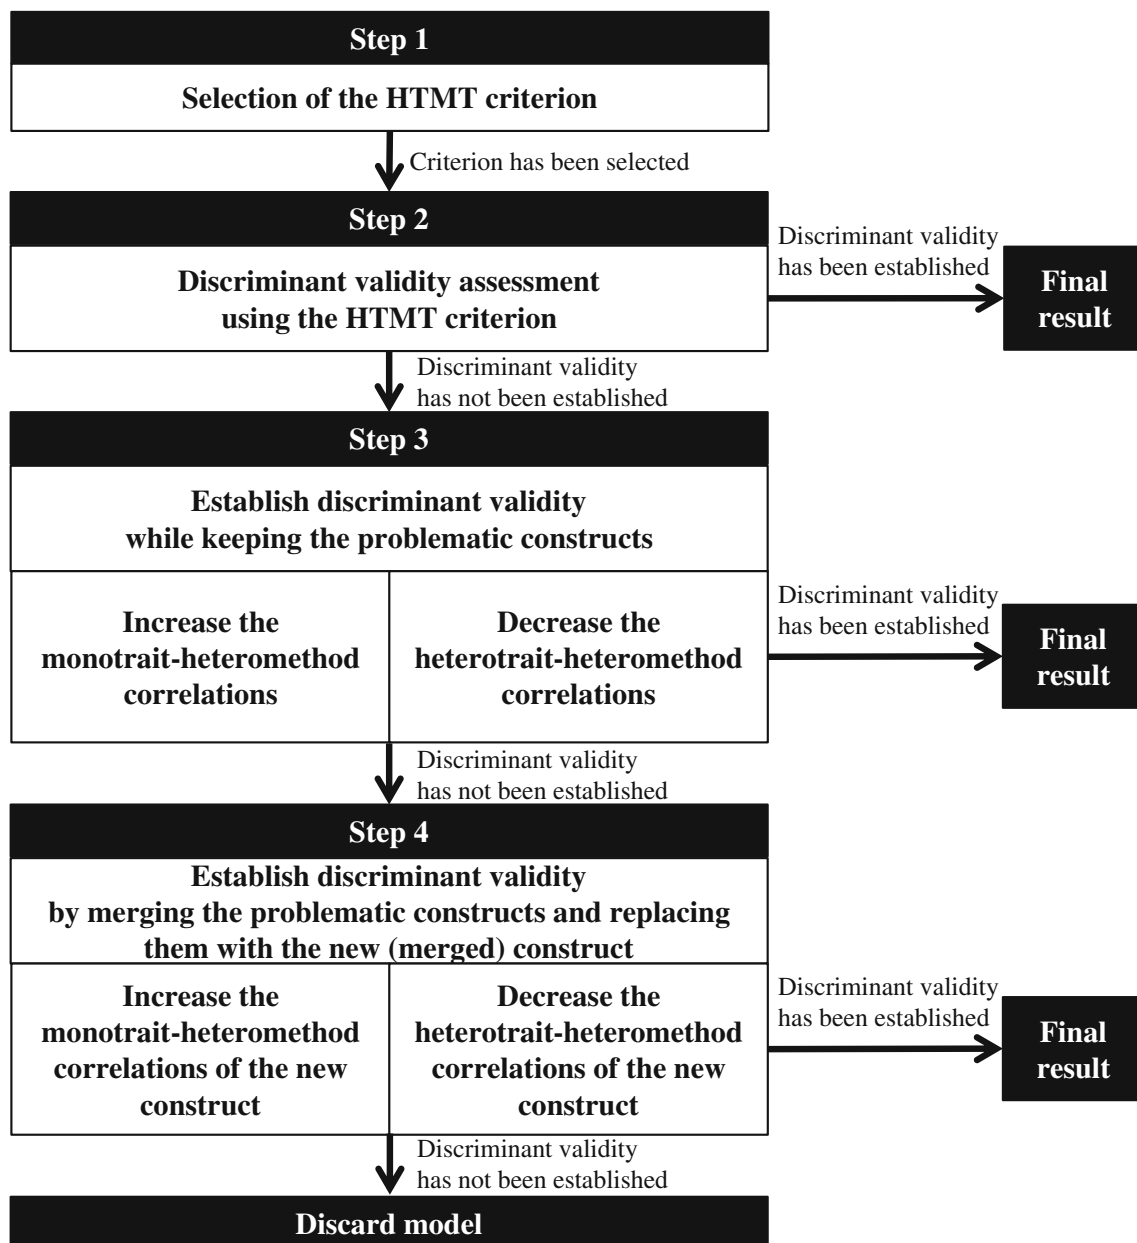 Step 1
Selection of the HTMT criterion
Criterion has been selected
Step 2
Discriminant validity assessment
using the HTMT criterion
Discriminant validity
has been established
Final
result
Discriminant validity
has not been established
Step 3
Establish discriminant validity
while keeping the problematic constructs
Increase the
monotrait-heteromethod
correlations
Decrease the
heterotrait-heteromethod
correlations
Discriminant validity
has been established
Final
result
Discriminant validity
has not been established
Step 4
Establish discriminant validity
by merging the problematic constructs and replacing
them with the new (merged) construct
Increase the
monotrait-heteromethod
correlations of the new
construct
Decrease the
heterotrait-heteromethod
correlations of the new
construct
Discriminant validity
has been established
Final
result
Discriminant validity
has not been established
Discard model